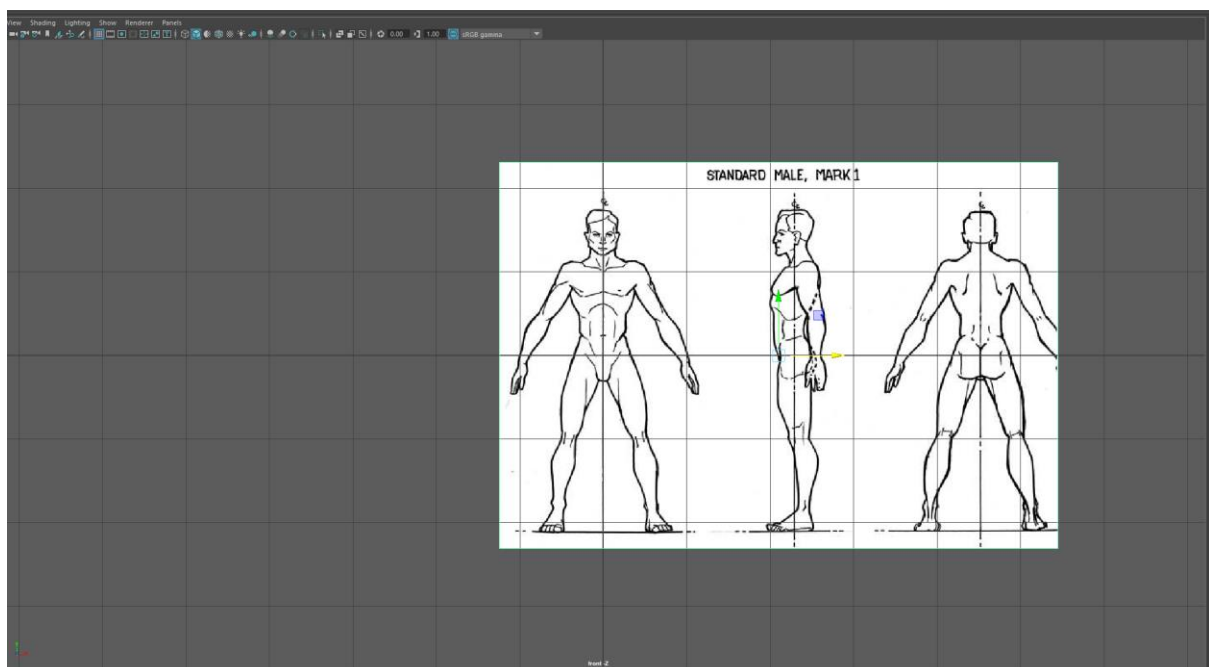 View Shading Lighting Show Renderer Panels
0.00 1.00 sRGB gamma
STANDARD MALE, MARK 1
front -Z